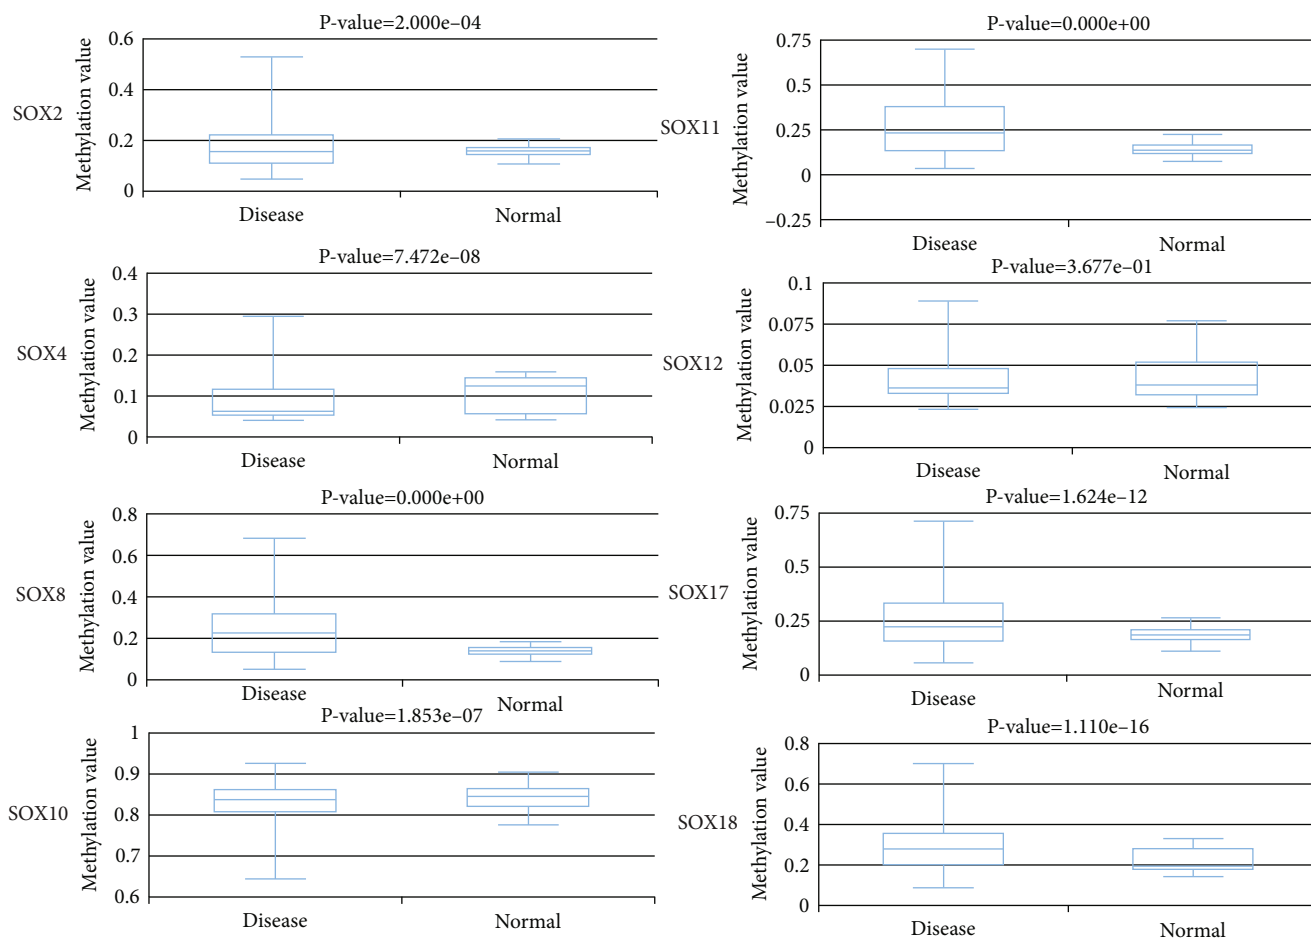 P-value=2.000e–04
SOX2
Methylation value
0.6
0.4
0.2
0
Disease
Normal
P-value=7.472e–08
SOX4
Methylation value
0.4
0.3
0.2
0.1
0
Disease
Normal
P-value=0.000e+00
SOX8
Methylation value
0.8
0.6
0.4
0.2
0
Disease
Normal
P-value=1.853e–07
SOX10
Methylation value
1
0.9
0.8
0.7
0.6
Disease
Normal
P-value=0.000e+00
SOX11
Methylation value
0.75
0.5
0.25
0
–0.25
Disease
Normal
P-value=3.677e–01
SOX12
Methylation value
0.1
0.075
0.05
0.025
0
Disease
Normal
P-value=1.624e–12
SOX17
Methylation value
0.75
0.5
0.25
0
Disease
Normal
P-value=1.110e–16
SOX18
Methylation value
0.8
0.6
0.4
0.2
0
Disease
Normal